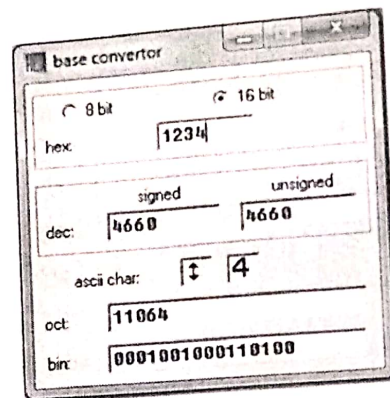 base convertor
8 bit 16 bit
hex: 1234
signed unsigned
dec: 4660 4660
ascii char: ↕ 4
oct: 11064
bin: 0001001000110100